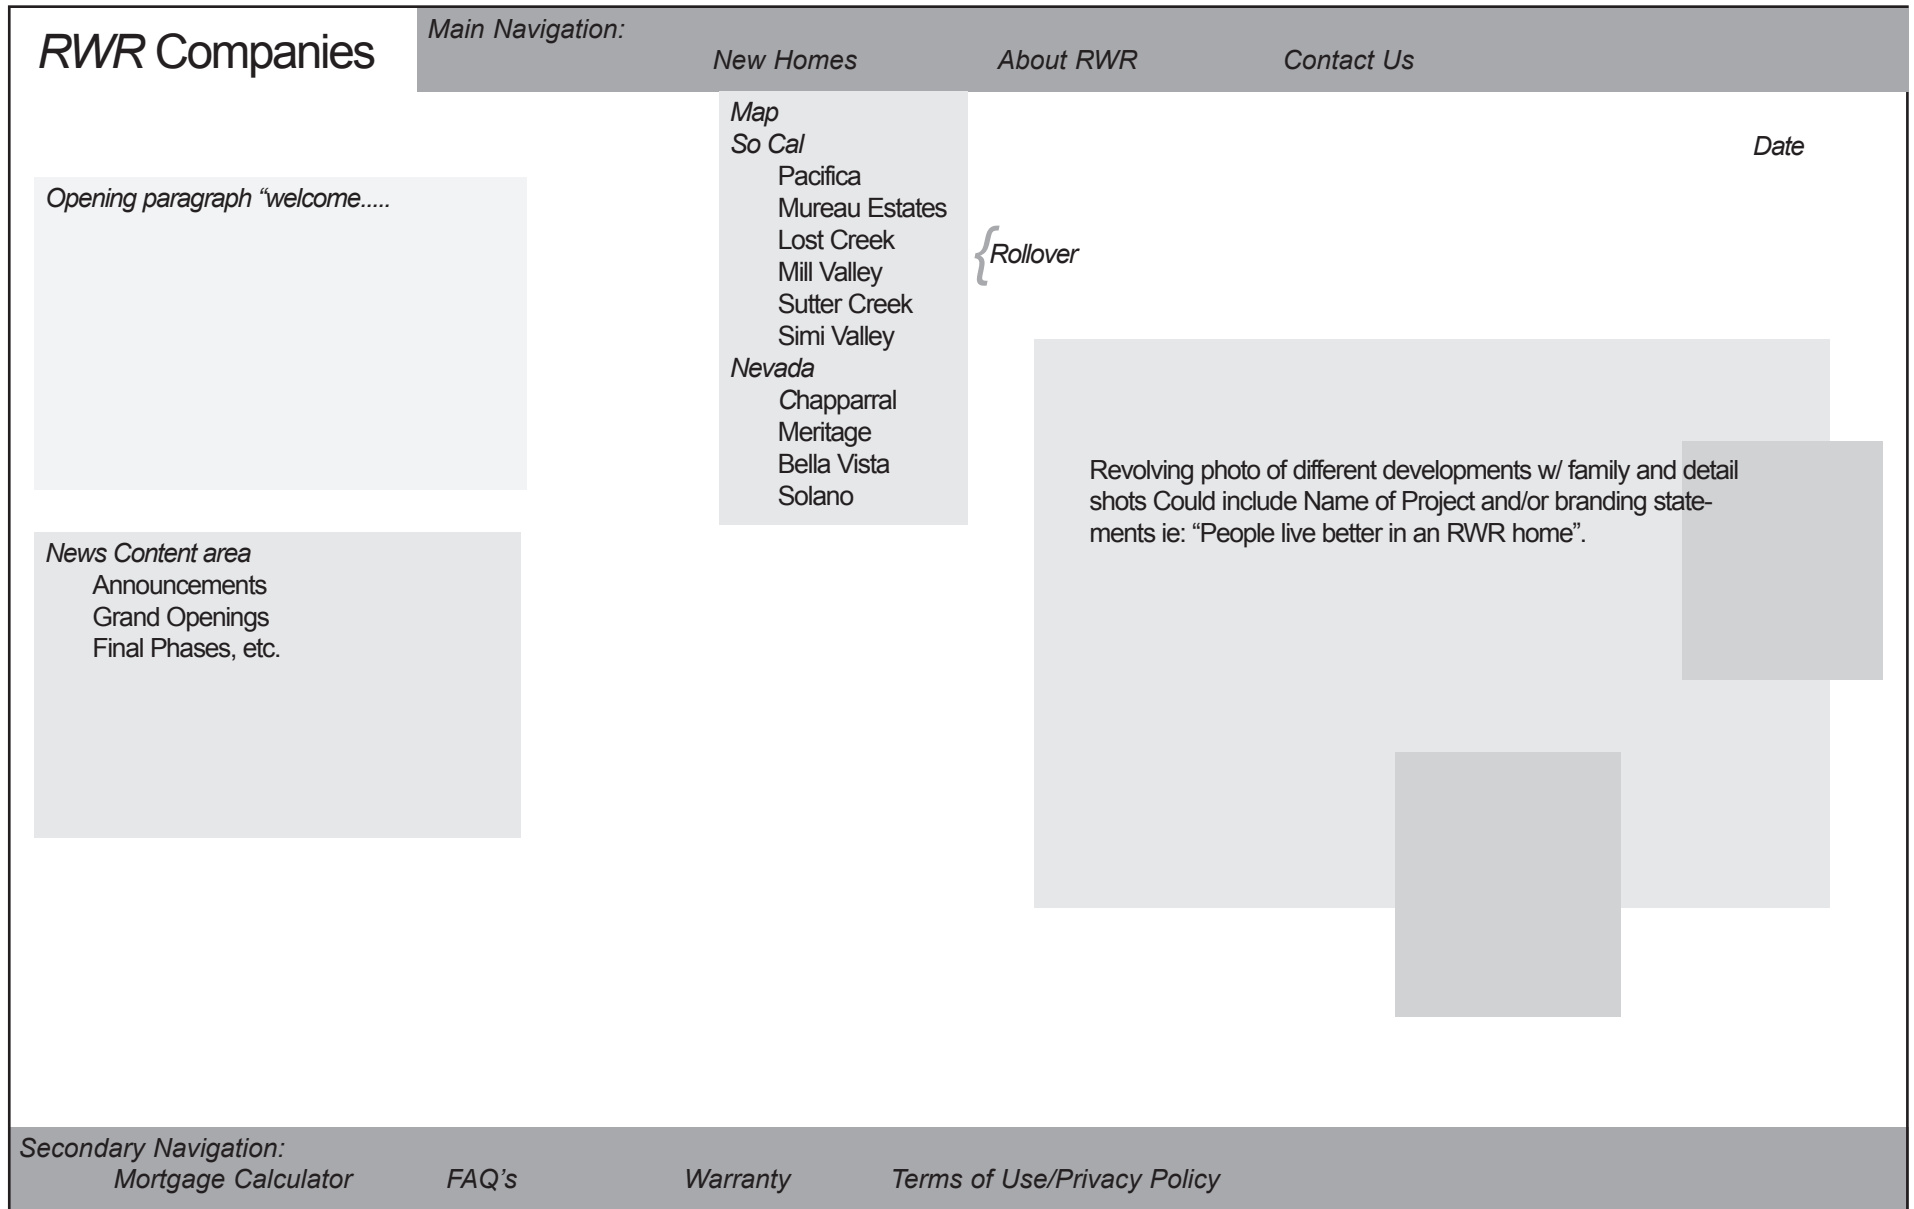 RWR Companies
Main Navigation:
New Homes
About RWR
Contact Us
Map
So Cal
Pacifica
Mureau Estates
Lost Creek
Mill Valley
Sutter Creek
Simi Valley
Nevada
Chapparral
Meritage
Bella Vista
Solano
{Rollover
Date
Opening paragraph “welcome.....
News Content area
Announcements
Grand Openings
Final Phases, etc.
Revolving photo of different developments w/ family and detail
shots Could include Name of Project and/or branding state-
ments ie: “People live better in an RWR home”.
Secondary Navigation:
Mortgage Calculator
FAQ's
Warranty
Terms of Use/Privacy Policy